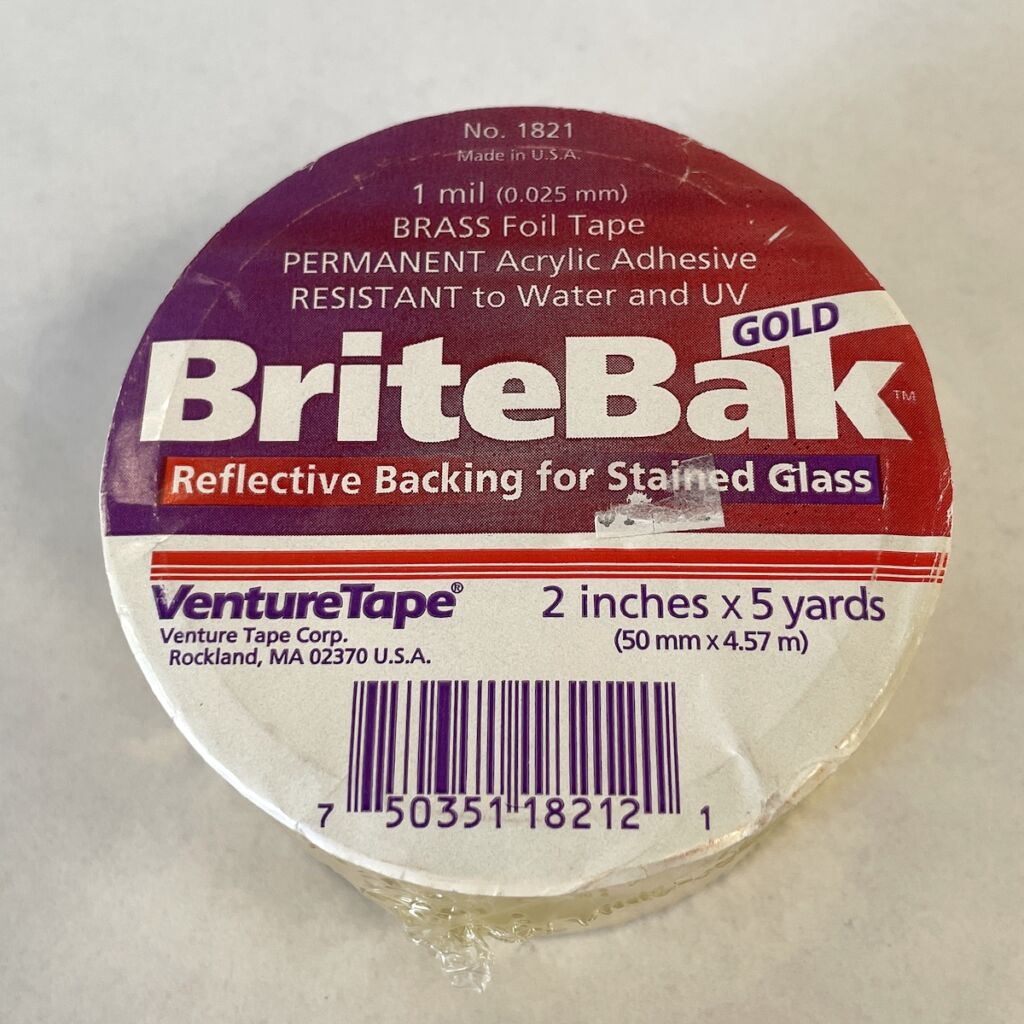 No. 1821
Made in U.S.A.
1 mil (0.025 mm)
BRASS Foil Tape
PERMANENT Acrylic Adhesive
RESISTANT to Water and UV
GOLD
BriteBak™
Reflective Backing for Stained Glass
VentureTape®
Venture Tape Corp.
Rockland, MA 02370 U.S.A.
2 inches x 5 yards
(50 mm x 4.57 m)
7 50351 18212 1